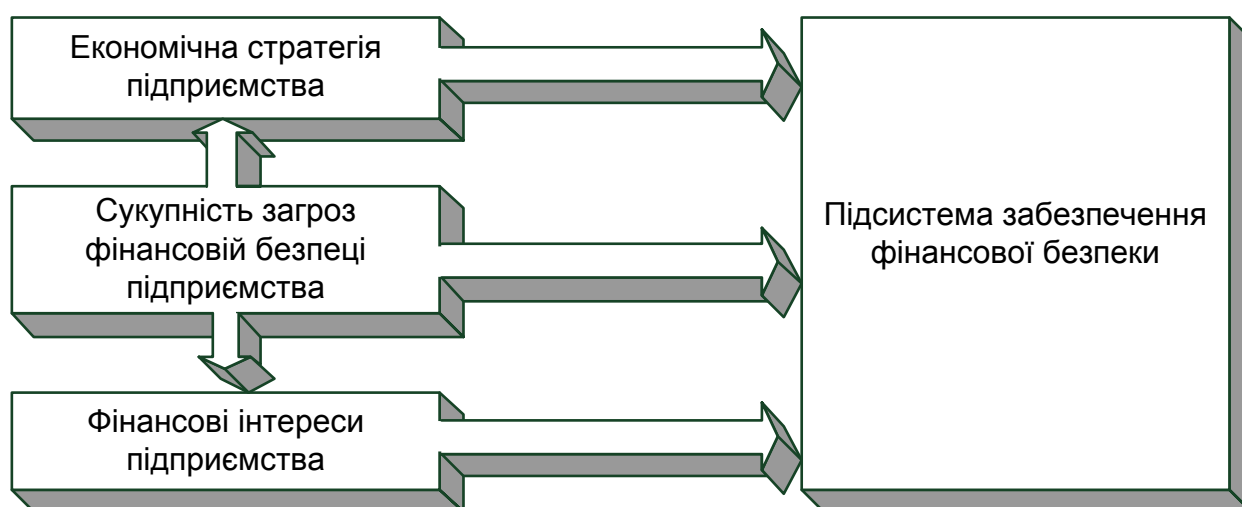 Економічна стратегія
підприємства
Сукупність загроз
фінансовій безпеці
підприємства
Фінансові інтереси
підприємства
Підсистема забезпечення
фінансової безпеки